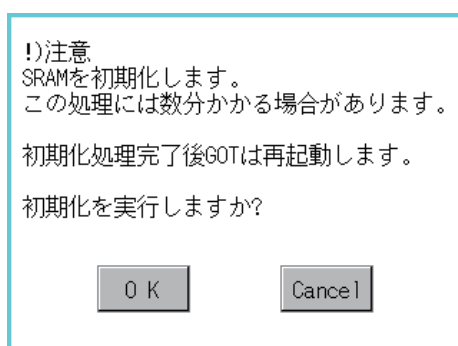 !)注意
SRAMを初期化します。
この処理には数分かかる場合があります。
初期化処理完了後GOTは再起動します。
初期化を実行しますか?
OK Cancel